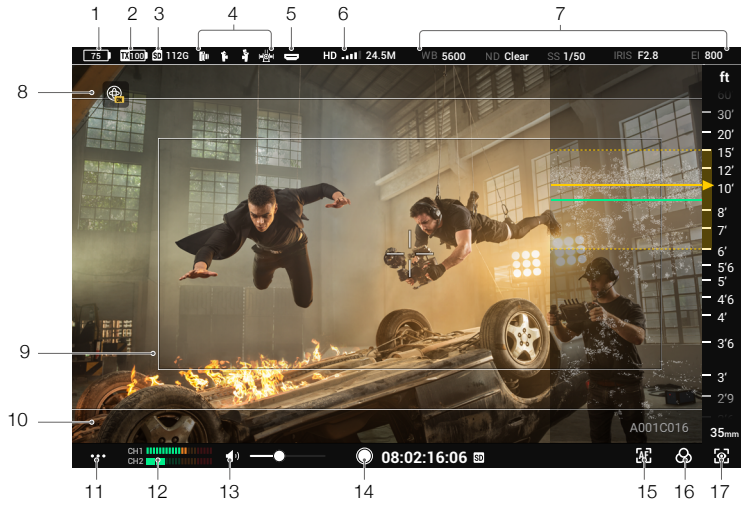 1 2 3 4 5 6 7
75 TX100 SD 112G HD 24.5M WB 5600 ND Clear SS 1/50 IRIS F2.8 EI 800
ft
8
60
30′
20′
15′
12′
10′
8′
7′
6′
5′6
5′
4′6
4′
3′6
9
3′
2′9
10
A001C016
35mm
CH1
CH2
08:02:16:06 SD
11 12 13 14 15 16 17